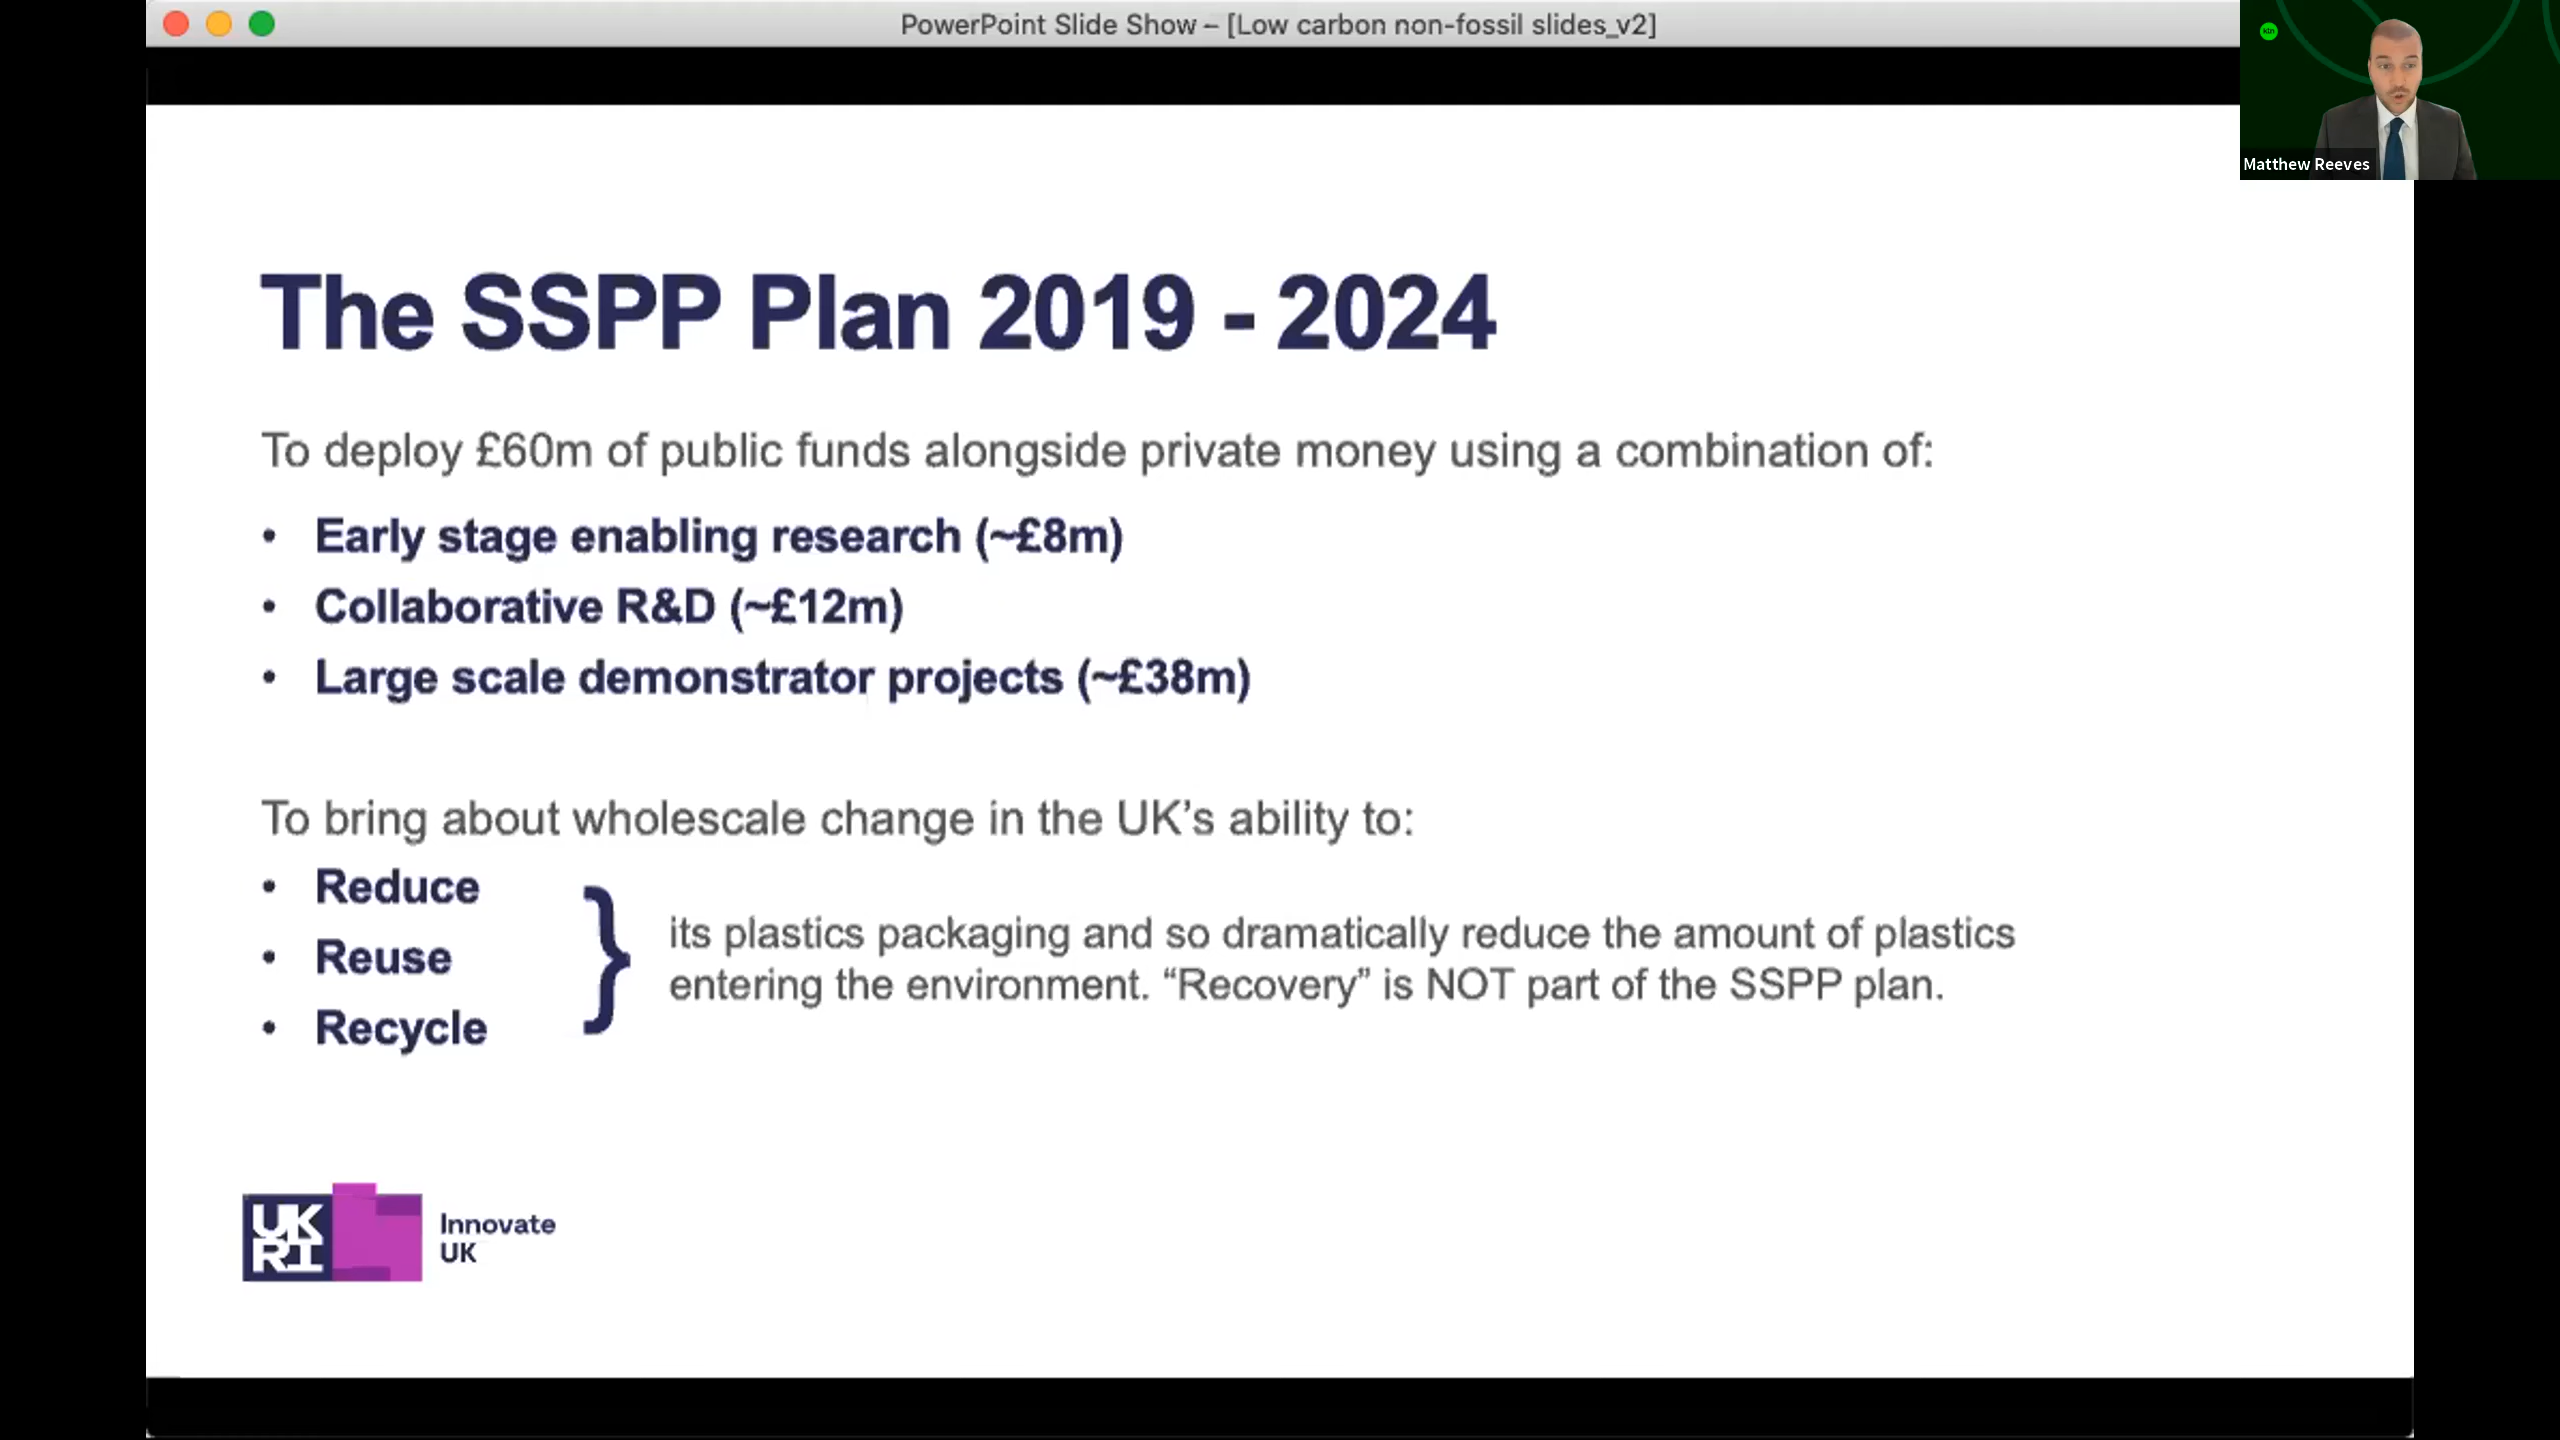 PowerPoint Slide Show – [Low carbon non-fossil slides_v2]
ktn
Matthew Reeves
The SSPP Plan 2019 - 2024
To deploy £60m of public funds alongside private money using a combination of:
• Early stage enabling research (~£8m)
• Collaborative R&D (~£12m)
• Large scale demonstrator projects (~£38m)
To bring about wholescale change in the UK’s ability to:
• Reduce
• Reuse
• Recycle
its plastics packaging and so dramatically reduce the amount of plastics
entering the environment. “Recovery” is NOT part of the SSPP plan.
UK
RI
Innovate
UK